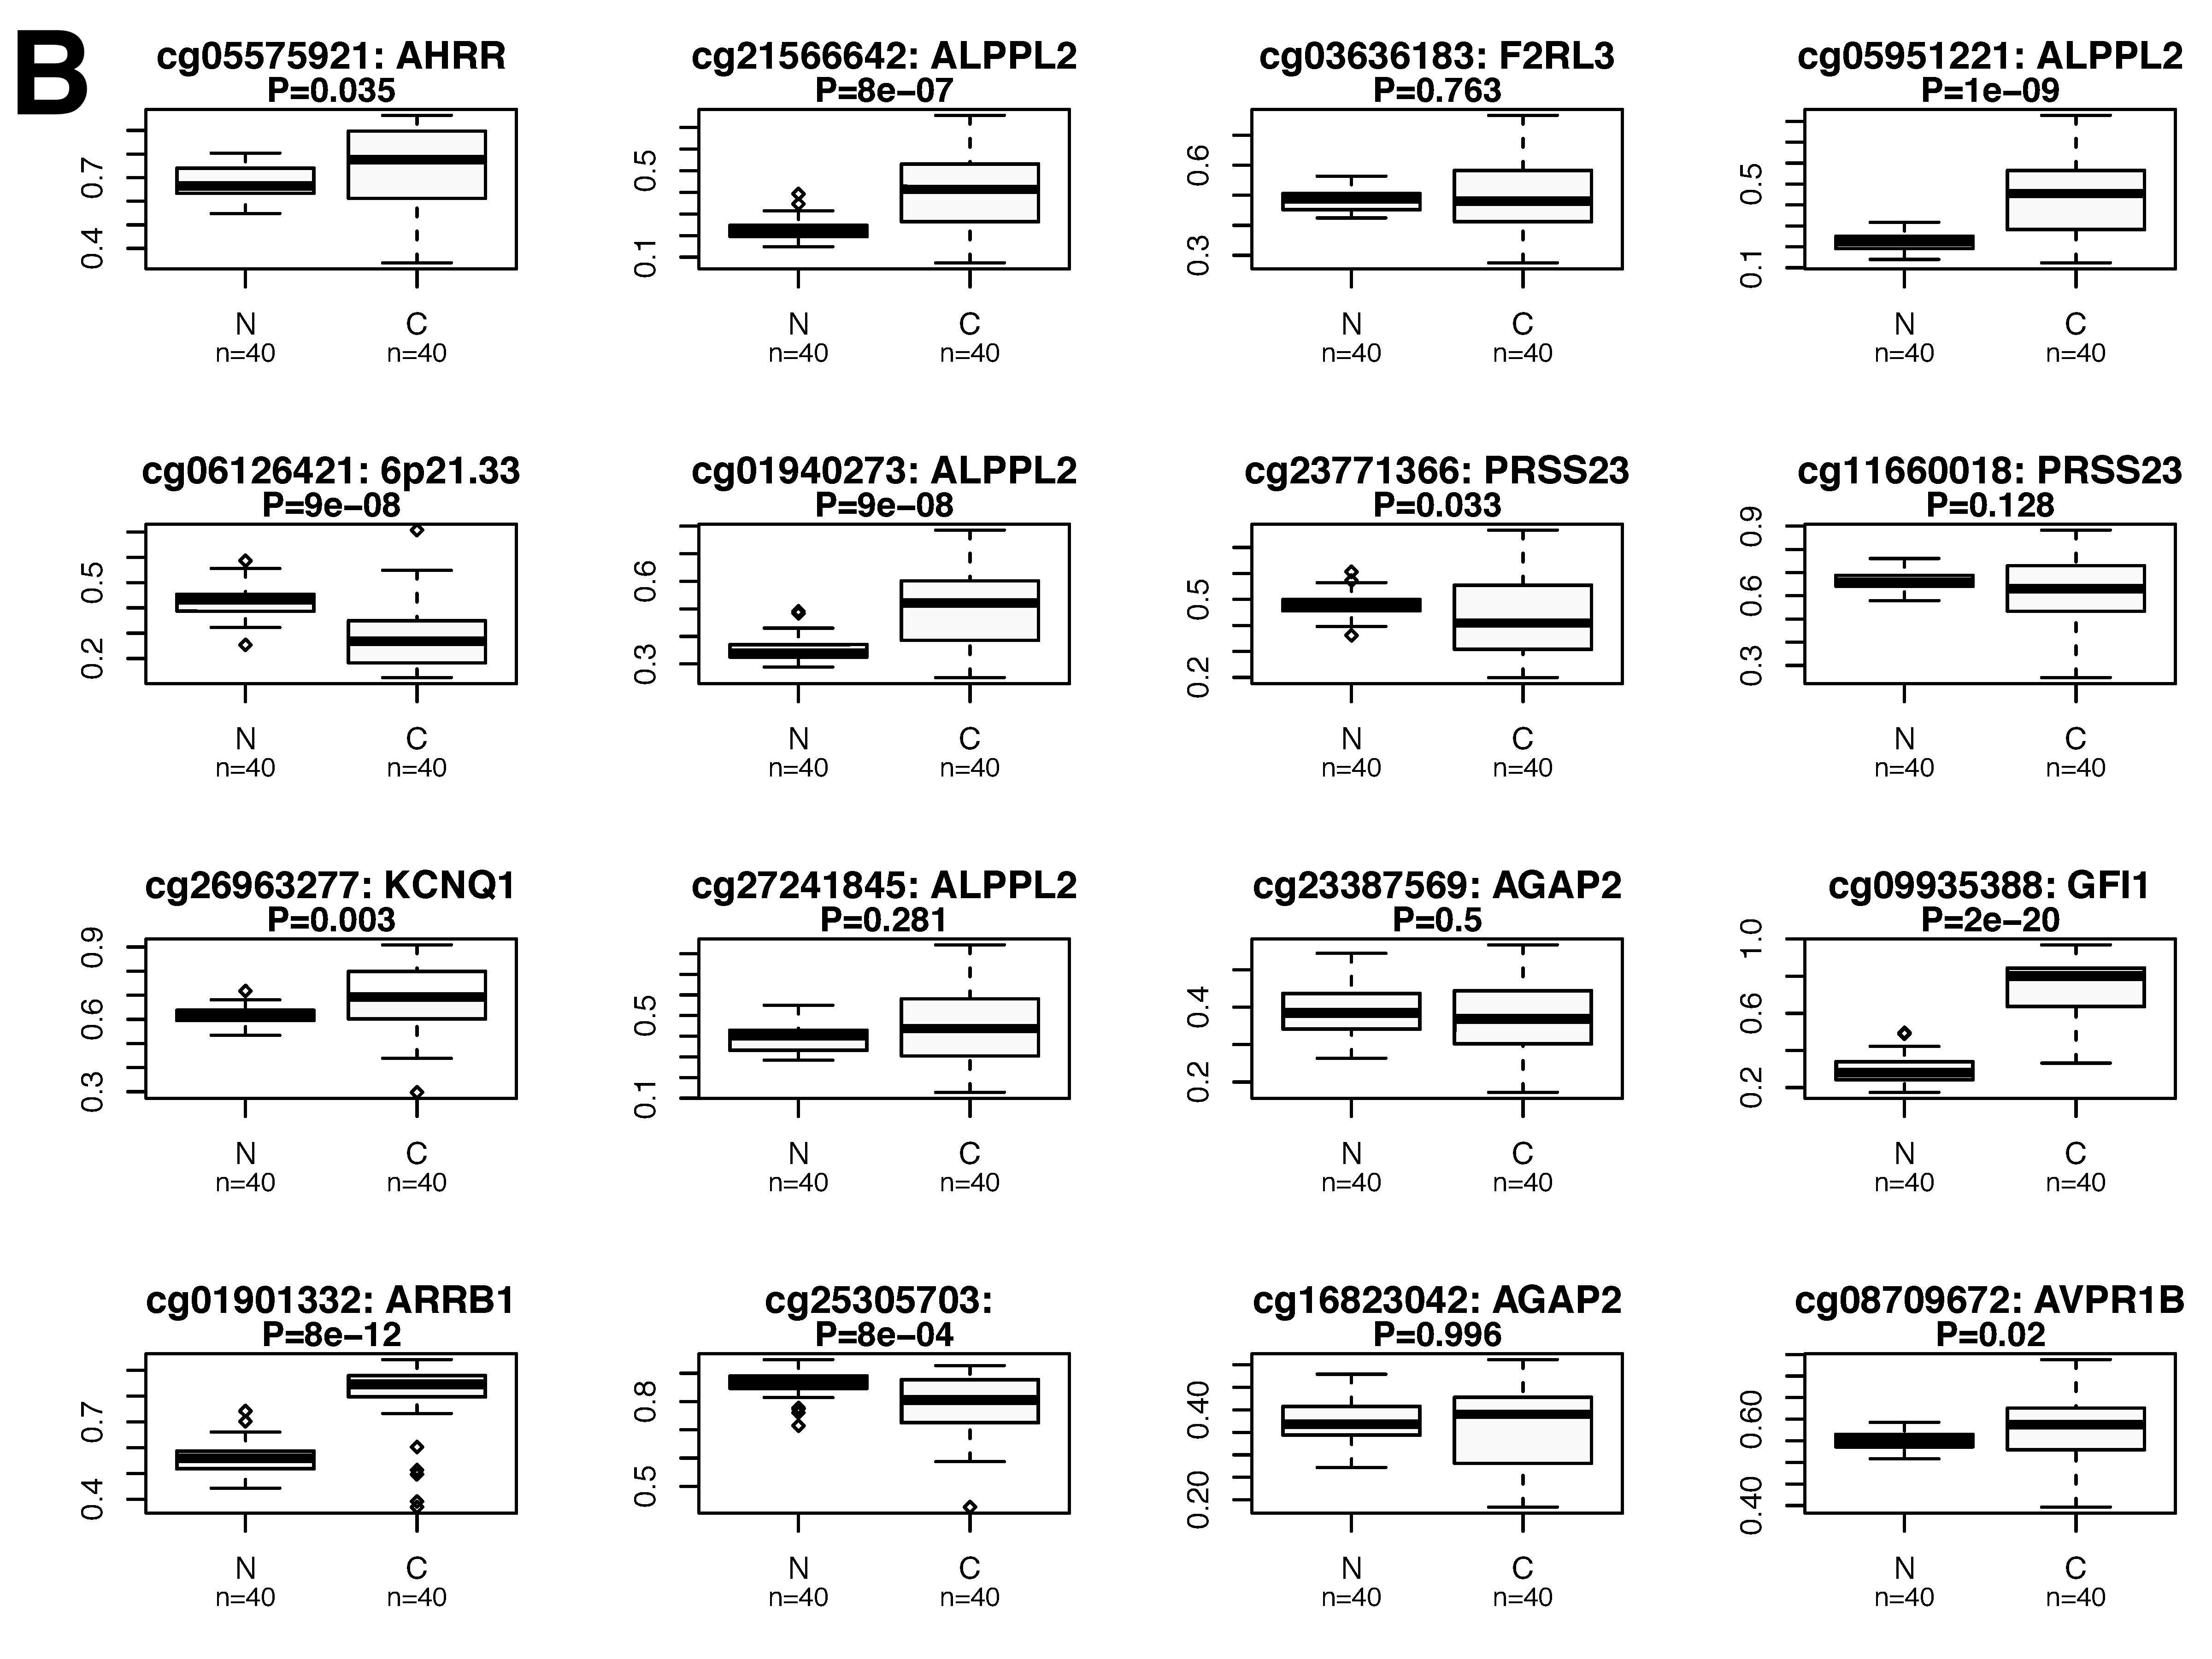 B
cg05575921: AHRR
P=0.035
0.7
0.4
N
n=40
C
n=40
cg21566642: ALPPL2
P=8e−07
0.5
0.1
N
n=40
C
n=40
cg03636183: F2RL3
P=0.763
0.6
0.3
N
n=40
C
n=40
cg05951221: ALPPL2
P=1e−09
0.5
0.1
N
n=40
C
n=40
cg06126421: 6p21.33
P=9e−08
0.5
0.2
N
n=40
C
n=40
cg01940273: ALPPL2
P=9e−08
0.6
0.3
N
n=40
C
n=40
cg23771366: PRSS23
P=0.033
0.5
0.2
N
n=40
C
n=40
cg11660018: PRSS23
P=0.128
0.9
0.6
0.3
N
n=40
C
n=40
cg26963277: KCNQ1
P=0.003
0.9
0.6
0.3
N
n=40
C
n=40
cg27241845: ALPPL2
P=0.281
0.5
0.1
N
n=40
C
n=40
cg23387569: AGAP2
P=0.5
0.4
0.2
N
n=40
C
n=40
cg09935388: GFI1
P=2e−20
1.0
0.6
0.2
N
n=40
C
n=40
cg01901332: ARRB1
P=8e−12
0.7
0.4
N
n=40
C
n=40
cg25305703:
P=8e−04
0.8
0.5
N
n=40
C
n=40
cg16823042: AGAP2
P=0.996
0.40
0.20
N
n=40
C
n=40
cg08709672: AVPR1B
P=0.02
0.60
0.40
N
n=40
C
n=40